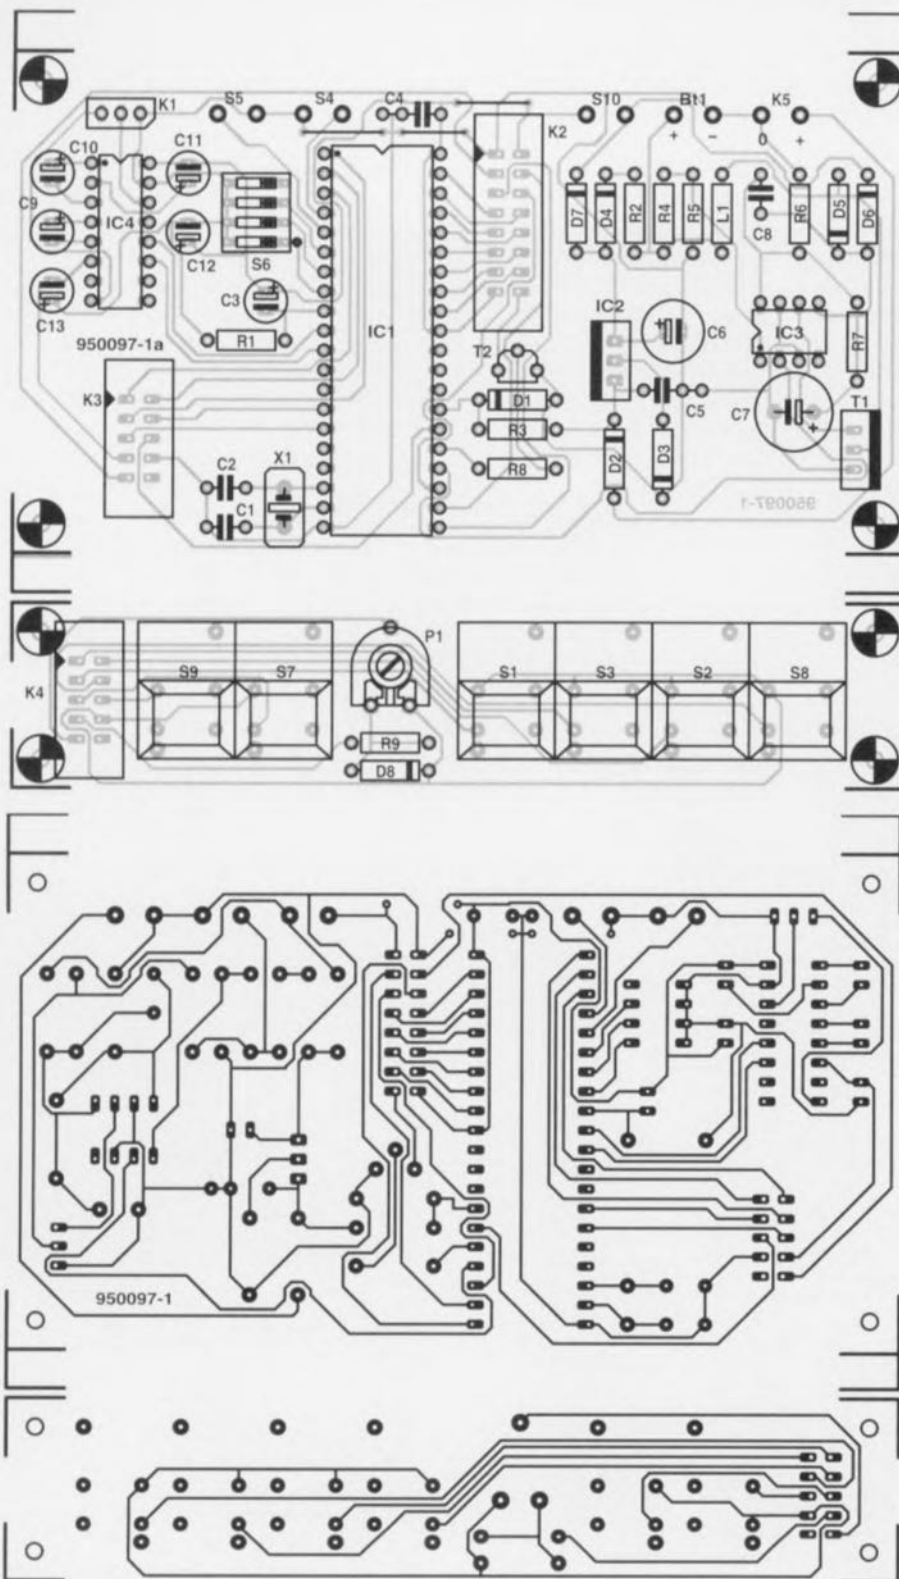 K1 S5 S4 C4 S10 Bt1 K5
+ − 0 +
K2
C10 C11
C9 IC4 C12
S6
C13 C3
950097-1a
R1 IC1
D7 D4 R2 R4 R5 L1 C8 R6 D5 D6
IC2 C6 IC3 R7
T2
K3 D1 C5 C7 T1
+
R3
C2 X1 R8 D2 D3
C1
950097-1
K4 S9 S7 P1 S1 S3 S2 S8
R9
D8
950097-1